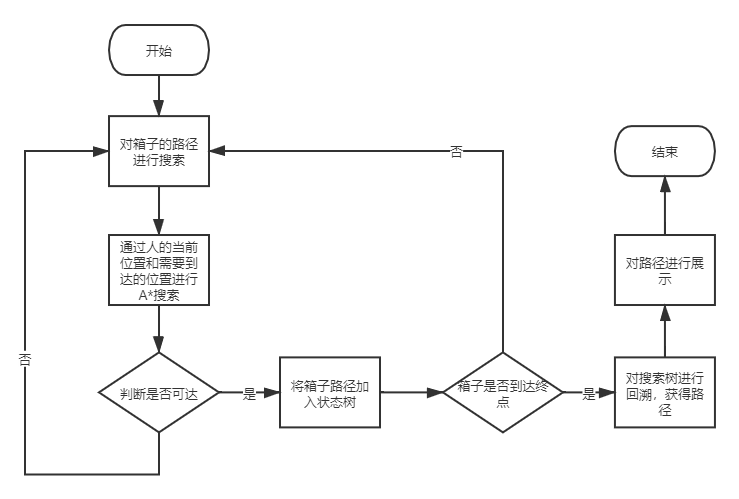 开始
对箱子的路径
进行搜索
否
结束
通过人的当前
位置和需要到
达的位置进行
A*搜索
对路径进行展
示
否
判断是否可达
是
将箱子路径加
入状态树
箱子是否到达终
点
是
对搜索树进行
回溯，获得路
径